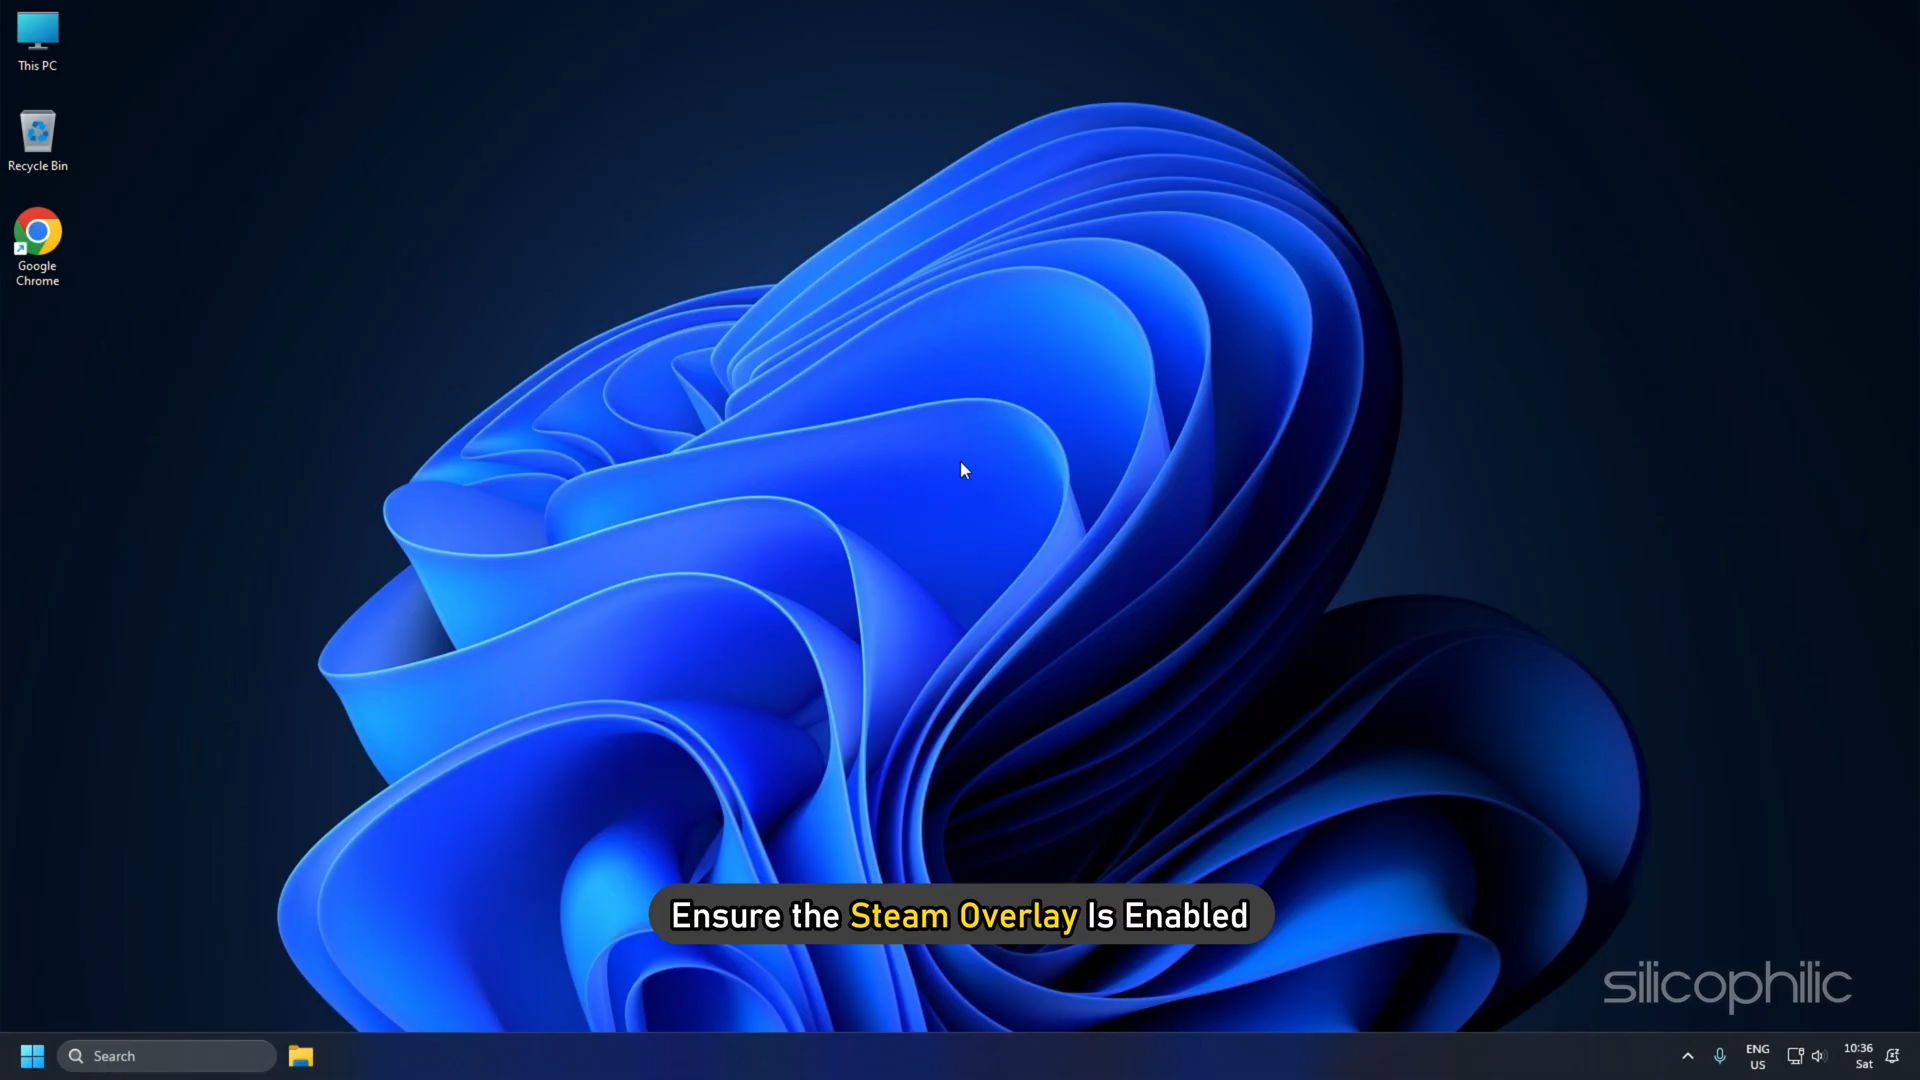 This PC
Recycle Bin
Google
Chrome
Ensure the Steam Overlay Is Enabled
silicophilic
Search
ENG
US
10:36
Sat